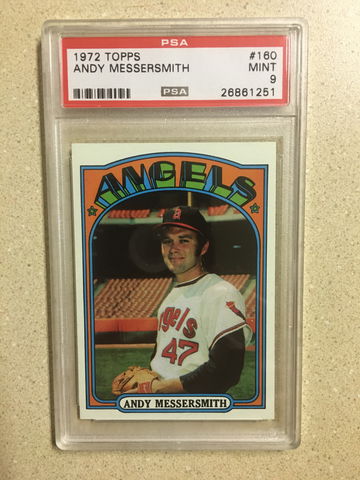 PSA
1972 TOPPS #160
ANDY MESSERSMITH MINT
9
PSA 26861251
ANGELS
Angels
47
ANDY MESSERSMITH